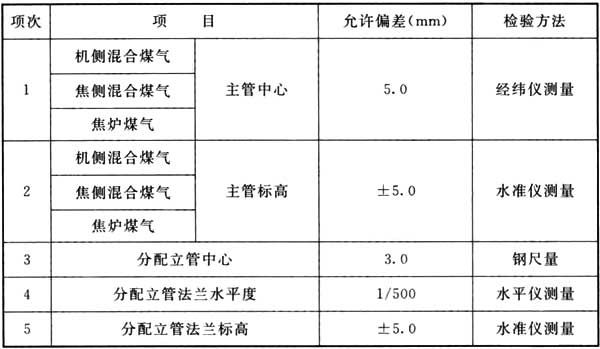 项次 项 目 允许偏差(mm) 检验方法
1 机侧混合煤气 焦侧混合煤气 焦炉煤气 主管中心 5.0 经纬仪测量
2 机侧混合煤气 焦侧混合煤气 焦炉煤气 主管标高 ±5.0 水准仪测量
3 分配立管中心 3.0 钢尺量
4 分配立管法兰水平度 1/500 水平仪测量
5 分配立管法兰标高 ±5.0 水准仪测量